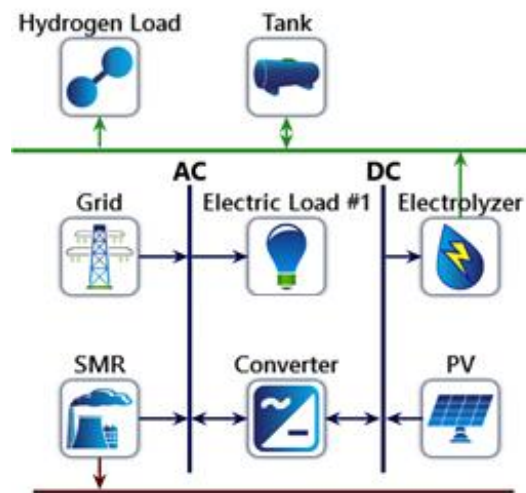 Hydrogen Load Tank
AC DC
Grid Electric Load #1 Electrolyzer
SMR Converter PV